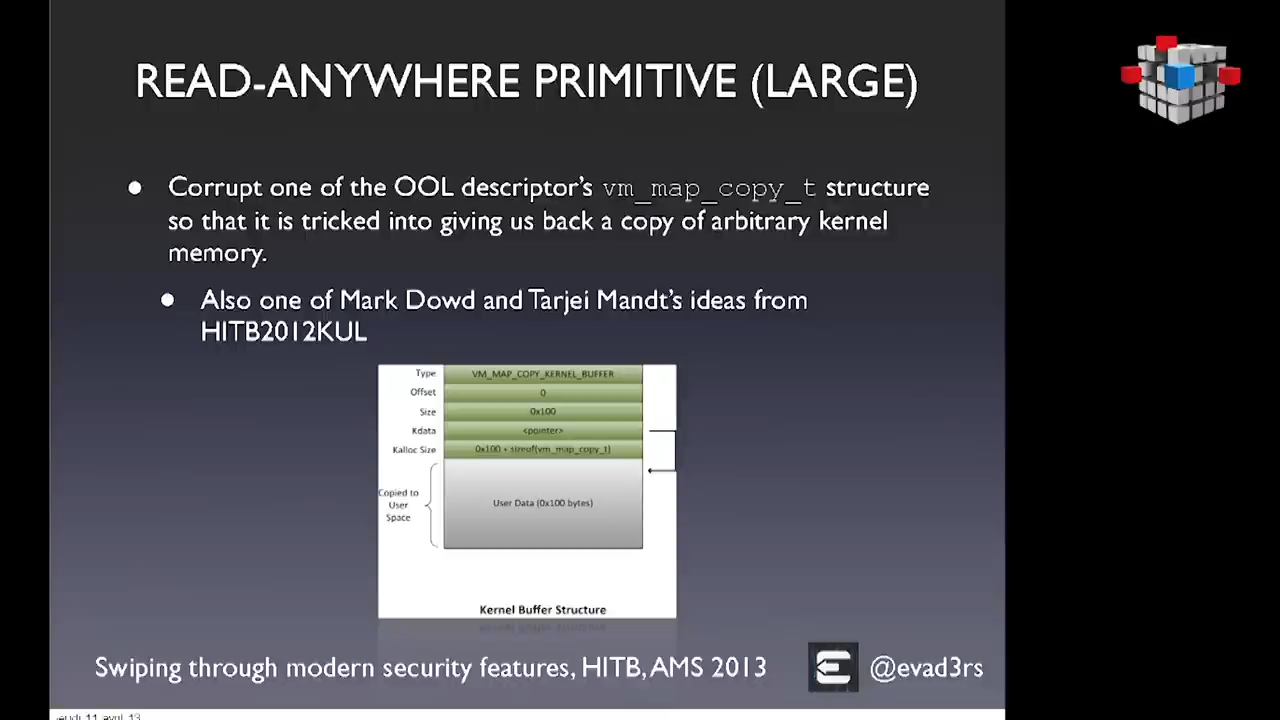 READ-ANYWHERE PRIMITIVE (LARGE)
Corrupt one of the OOL descriptor's vm_map_copy_t structure
so that it is tricked into giving us back a copy of arbitrary kernel
memory.
Also one of Mark Dowd and Tarjei Mandt's ideas from
HITB2012KUL
Type VM_MAP_COPY_KERNEL_BUFFER
Offset 0
Size 0x100
Kdata <pointer>
Kalloc Size 0x100 + sizeof(vm_map_copy_t)
Copied to
User
Space
User Data (0x100 bytes)
Kernel Buffer Structure
Swiping through modern security features, HITB, AMS 2013
@evad3rs